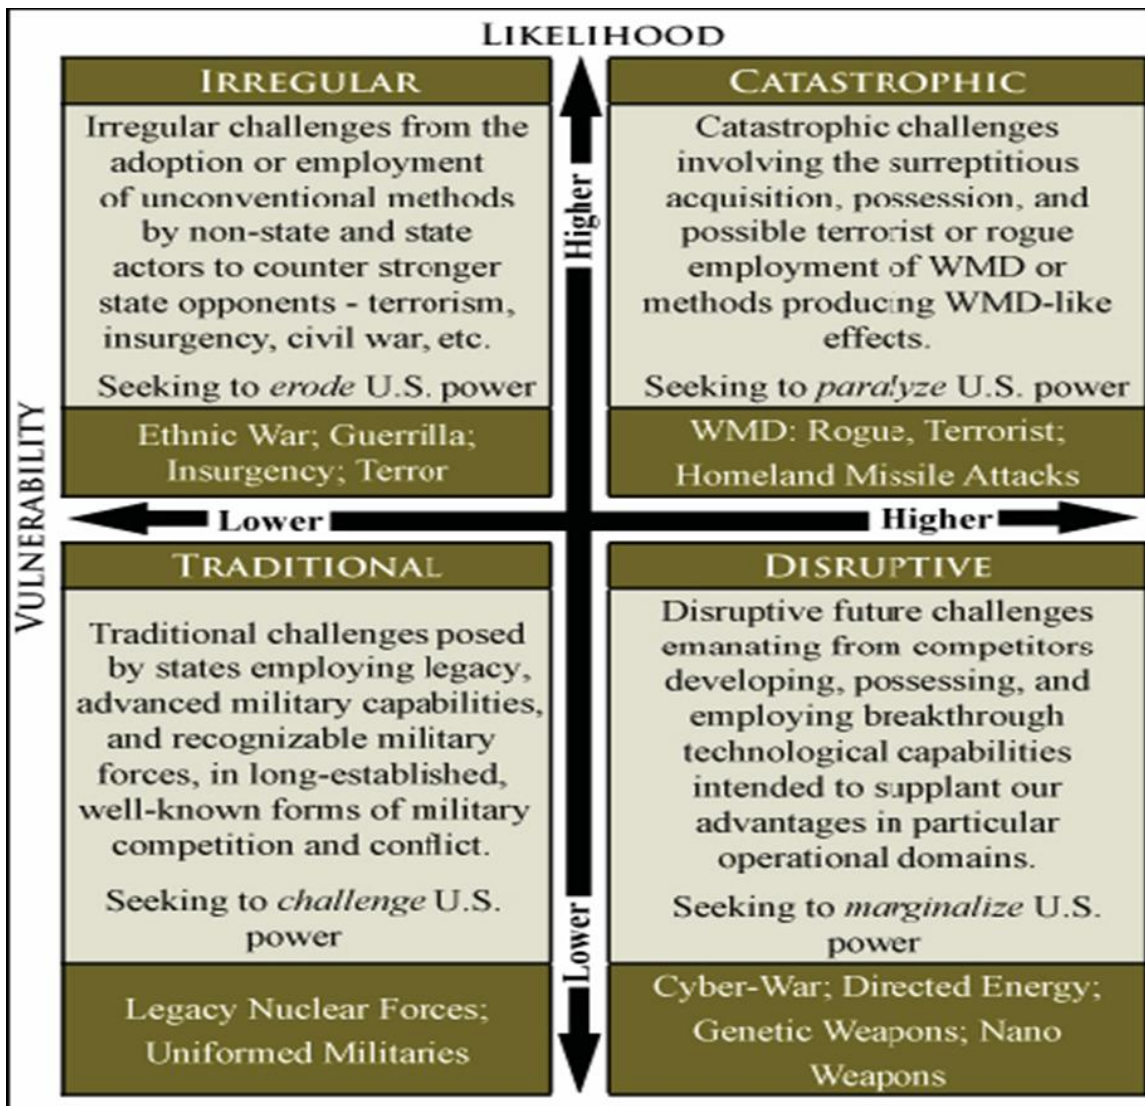 LIKELIHOOD
IRREGULAR
Irregular challenges from the
adoption or employment
of unconventional methods
by non-state and state
actors to counter stronger
state opponents - terrorism,
insurgency, civil war, etc.
Seeking to erode U.S. power
Ethnic War; Guerrilla;
Insurgency; Terror
Higher
CATASTROPHIC
Catastrophic challenges
involving the surreptitious
acquisition, possession, and
possible terrorist or rogue
employment of WMD or
methods producing WMD-like
effects.
Seeking to paralyze U.S. power
WMD: Rogue, Terrorist;
Homeland Missile Attacks
VULNERABILITY
Lower
Higher
TRADITIONAL
Traditional challenges posed
by states employing legacy,
advanced military capabilities,
and recognizable military
forces, in long-established,
well-known forms of military
competition and conflict.
Seeking to challenge U.S.
power
Legacy Nuclear Forces;
Uniformed Militaries
Lower
DISRUPTIVE
Disruptive future challenges
emanating from competitors
developing, possessing, and
employing breakthrough
technological capabilities
intended to supplant our
advantages in particular
operational domains.
Seeking to marginalize U.S.
power
Cyber-War; Directed Energy;
Genetic Weapons; Nano
Weapons